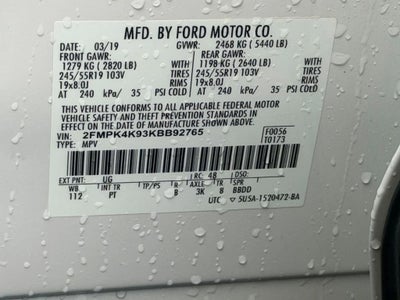 MFD. BY FORD MOTOR CO.
DATE: 03/19 GVWR: 2468 KG ( 5440 LB)
FRONT GAWR: REAR GAWR:
1279 KG ( 2820 LB) WITH 1198 KG ( 2640 LB) WITH
245/55R19 103V TIRES 245/55R19 103V TIRES
19x8.0J RIMS 19x8.0J RIMS
AT 240 kPa/ 35 PSI COLD AT 240 kPa/ 35 PSI COLD
THIS VEHICLE CONFORMS TO ALL APPLICABLE FEDERAL MOTOR
VEHICLE SAFETY AND THEFT PREVENTION STANDARDS IN
EFFECT ON THE DATE OF MANUFACTURE SHOWN ABOVE.
VIN: 2FMPK4K93KBB92765 F0056
TYPE: MPV T0173
EXT PNT: UG RC: 48 DSO:
WB INT TR TP/PS R AXLE TR SPR
112 PT B 3K 8 BBDD
UTC 5U5A-1520472-BA